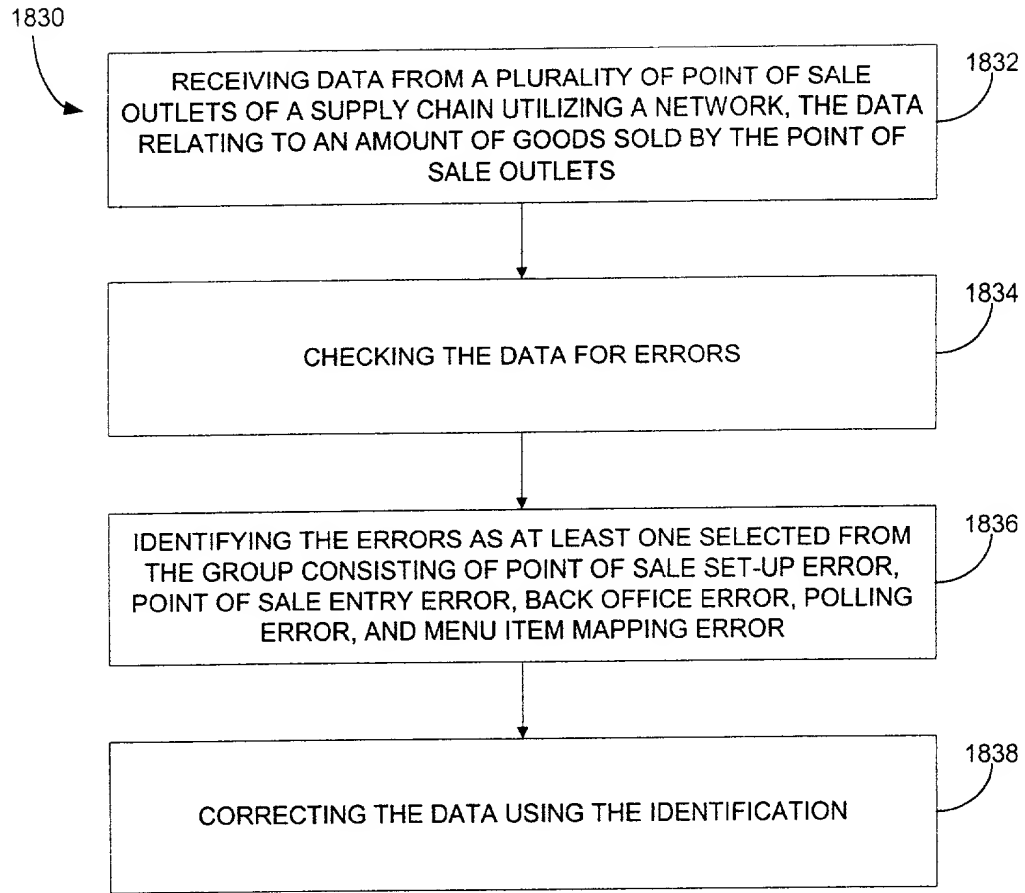 1830
RECEIVING DATA FROM A PLURALITY OF POINT OF SALE
OUTLETS OF A SUPPLY CHAIN UTILIZING A NETWORK, THE DATA
RELATING TO AN AMOUNT OF GOODS SOLD BY THE POINT OF
SALE OUTLETS
1832
CHECKING THE DATA FOR ERRORS
1834
IDENTIFYING THE ERRORS AS AT LEAST ONE SELECTED FROM
THE GROUP CONSISTING OF POINT OF SALE SET-UP ERROR,
POINT OF SALE ENTRY ERROR, BACK OFFICE ERROR, POLLING
ERROR, AND MENU ITEM MAPPING ERROR
1836
CORRECTING THE DATA USING THE IDENTIFICATION
1838